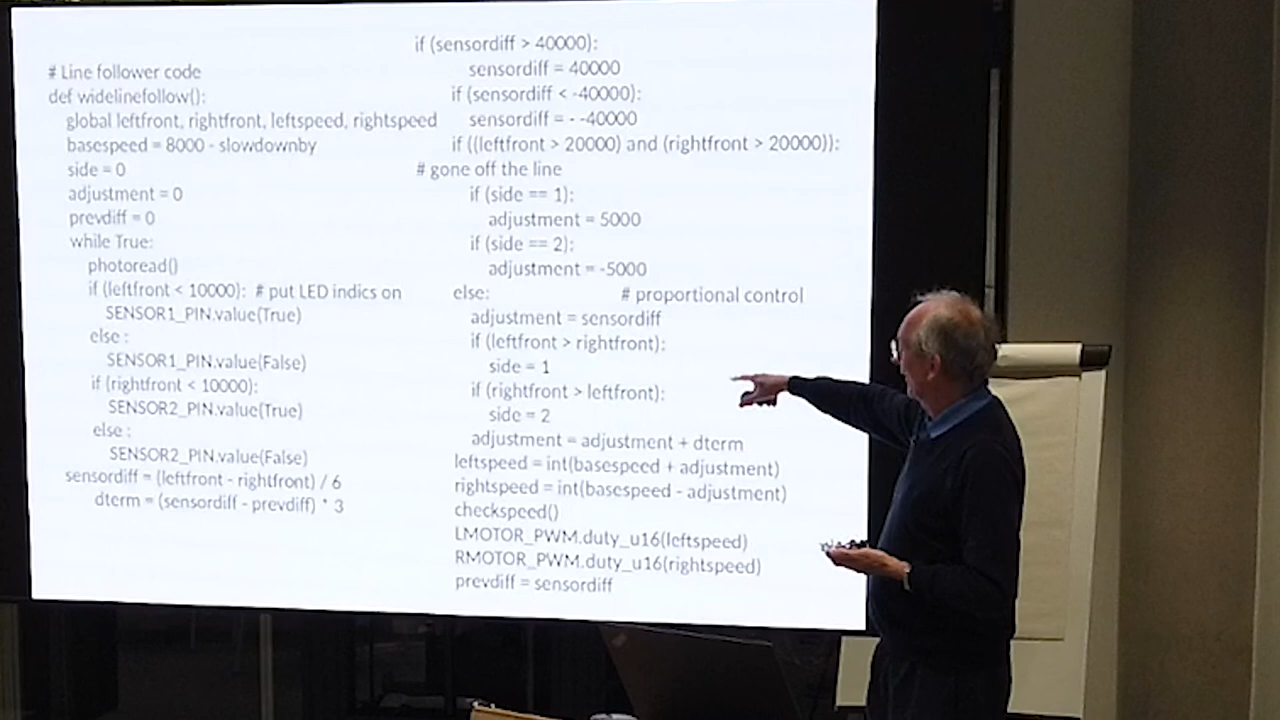 # Line follower code
def widelinefollow():
global leftfront, rightfront, leftspeed, rightspeed
basespeed = 8000 - slowdownby
side = 0
adjustment = 0
prevdiff = 0
while True:
photoread()
if (leftfront < 10000): # put LED indics on
SENSOR1_PIN.value(True)
else :
SENSOR1_PIN.value(False)
if (rightfront < 10000):
SENSOR2_PIN.value(True)
else :
SENSOR2_PIN.value(False)
sensordiff = (leftfront - rightfront) / 6
dterm = (sensordiff - prevdiff) * 3
if (sensordiff > 40000):
sensordiff = 40000
if (sensordiff < -40000):
sensordiff = - -40000
if ((leftfront > 20000) and (rightfront > 20000)):
# gone off the line
if (side == 1):
adjustment = 5000
if (side == 2):
adjustment = -5000
else: # proportional control
adjustment = sensordiff
if (leftfront > rightfront):
side = 1
if (rightfront > leftfront):
side = 2
adjustment = adjustment + dterm
leftspeed = int(basespeed + adjustment)
rightspeed = int(basespeed - adjustment)
checkspeed()
LMOTOR_PWM.duty_u16(leftspeed)
RMOTOR_PWM.duty_u16(rightspeed)
prevdiff = sensordiff